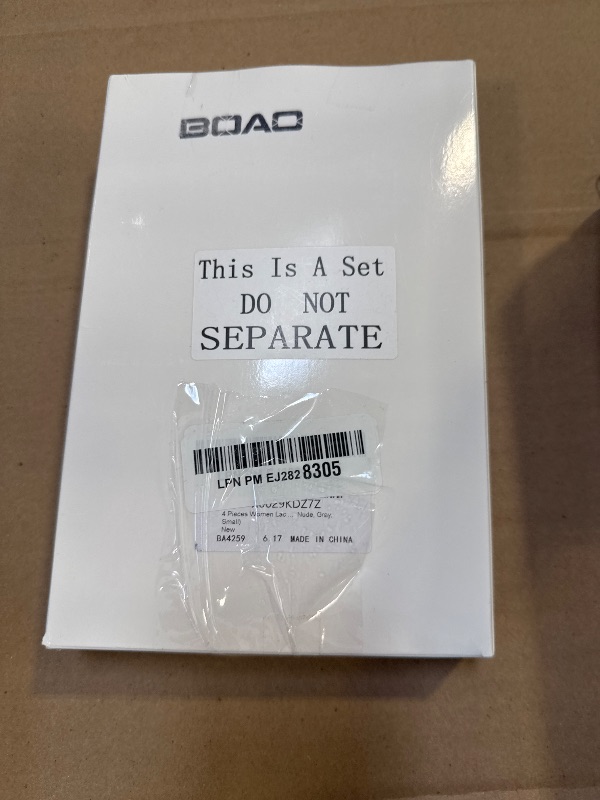 BOAO
This Is A Set
DO NOT
SEPARATE
LPN PM EJ282 8305
4 Pieces Women Lac ... Nude, Gray,
Small)
New
BA4259 6.17 MADE IN CHINA